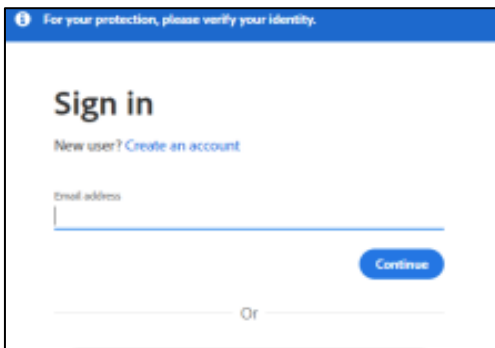 For your protection, please verify your identity.
Sign in
New user? Create an account
Email address
Continue
Or